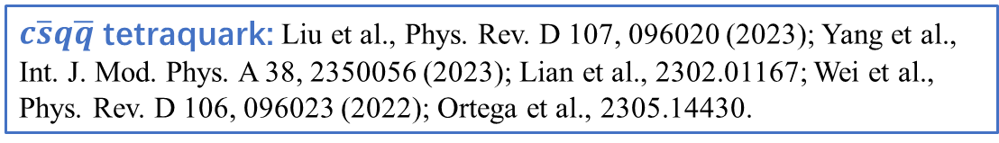 cs̅qq̅ tetraquark: Liu et al., Phys. Rev. D 107, 096020 (2023); Yang et al.,
Int. J. Mod. Phys. A 38, 2350056 (2023); Lian et al., 2302.01167; Wei et al.,
Phys. Rev. D 106, 096023 (2022); Ortega et al., 2305.14430.